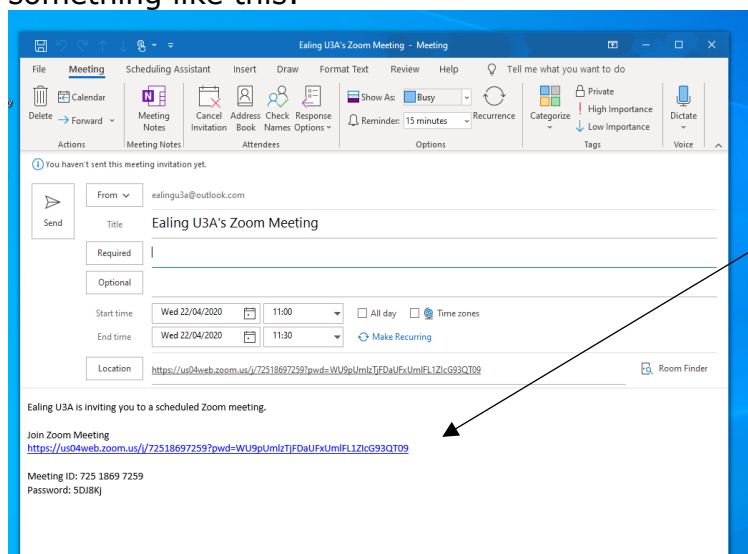 something like this:
Ealing U3A's Zoom Meeting - Meeting
File Meeting Scheduling Assistant Insert Draw Format Text Review Help Tell me what you want to do
Delete
Calendar
Forward
Actions
Meeting Notes
Meeting Notes
Cancel Invitation
Address Book
Check Names
Response Options
Attendees
Show As: Busy
Reminder: 15 minutes
Recurrence
Options
Categorize
Private
High Importance
Low Importance
Tags
Dictate
Voice
You haven't sent this meeting invitation yet.
Send
From ealingu3a@outlook.com
Title Ealing U3A's Zoom Meeting
Required
Optional
Start time Wed 22/04/2020 11:00 All day Time zones
End time Wed 22/04/2020 11:30 Make Recurring
Location https://us04web.zoom.us/j/72518697259?pwd=WU9pUmlzTjFDaUFxUmlFL1ZIcG93QT09 Room Finder
Ealing U3A is inviting you to a scheduled Zoom meeting.
Join Zoom Meeting
https://us04web.zoom.us/j/72518697259?pwd=WU9pUmlzTjFDaUFxUmlFL1ZIcG93QT09
Meeting ID: 725 1869 7259
Password: 5DJ8Kj